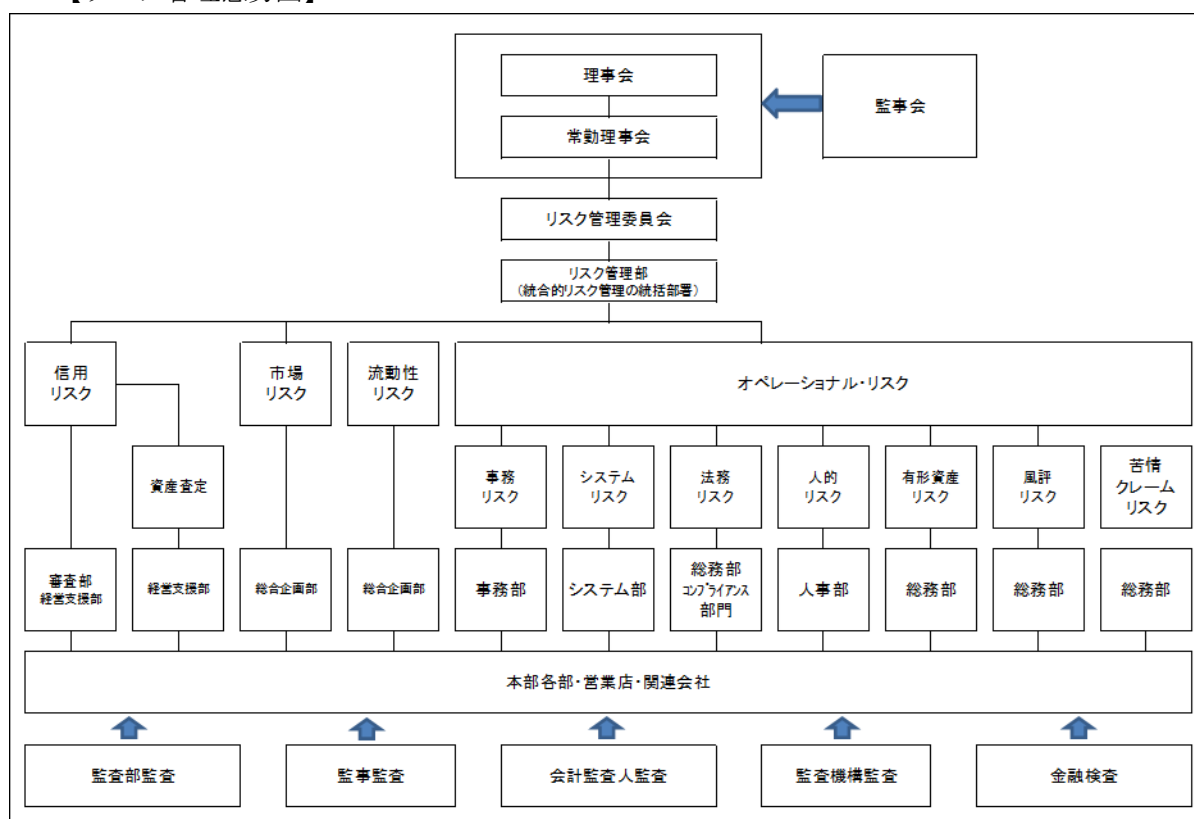 理事会
監事会
常勤理事会
リスク管理委員会
リスク管理部
(統合的リスク管理の統括部署)
信用
リスク
市場
リスク
流動性
リスク
オペレーショナル・リスク
資産査定
事務
リスク
システム
リスク
法務
リスク
人的
リスク
有形資産
リスク
風評
リスク
苦情
クレーム
リスク
審査部
経営支援部
経営支援部
総合企画部
総合企画部
事務部
システム部
総務部
コンプライアンス
部門
人事部
総務部
総務部
総務部
本部各部・営業店・関連会社
監査部監査
監事監査
会計監査人監査
監査機構監査
金融検査